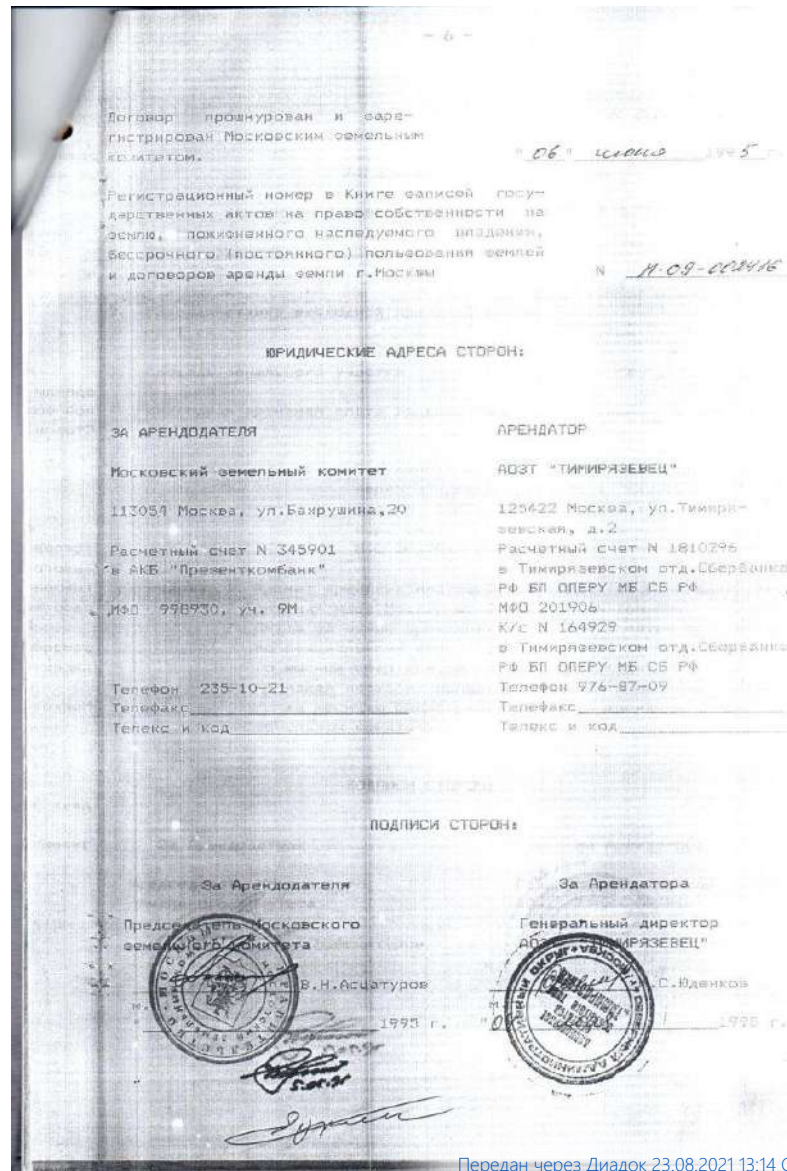 - 6 -
Договор прошнурован и заре-
гистрирован Московским земельным
комитетом.
"06" июня 1995 г.
Регистрационный номер в Книге записей госу-
дарственных актов на право собственности на
землю, пожизненного наследуемого владения,
бессрочного (постоянного) пользования землей
и договоров аренды земли г.Москвы
N М-09-002416
ЮРИДИЧЕСКИЕ АДРЕСА СТОРОН:
ЗА АРЕНДОДАТЕЛЯ
Московский земельный комитет
113054 Москва, ул.Бахрушина,20
Расчетный счет N 345901
в АКБ "Презенткомбанк"
МФО 998930, уч. 9М
Телефон 235-10-21
Телефакс
Телекс и код
АРЕНДАТОР
АОЗТ "ТИМИРЯЗЕВЕЦ"
125422 Москва, ул.Тимиря-
зевская, д.2
Расчетный счет N 1810296
в Тимирязевском отд.Сбербанка
РФ БП ОПЕРУ МБ СБ РФ
МФО 201906
К/с N 164929
в Тимирязевском отд.Сбербанка
РФ БП ОПЕРУ МБ СБ РФ
Телефон 976-87-09
Телефакс
Телекс и код
ПОДПИСИ СТОРОН:
За Арендодателя
Председатель Московского
земельного комитета
В.Н.Асцатуров
1995 г.
5.05.95
За Арендатора
Генеральный директор
АОЗТ "ТИМИРЯЗЕВЕЦ"
С.Юденков
1995 г.
Передан через Диадок 23.08.2021 13:14